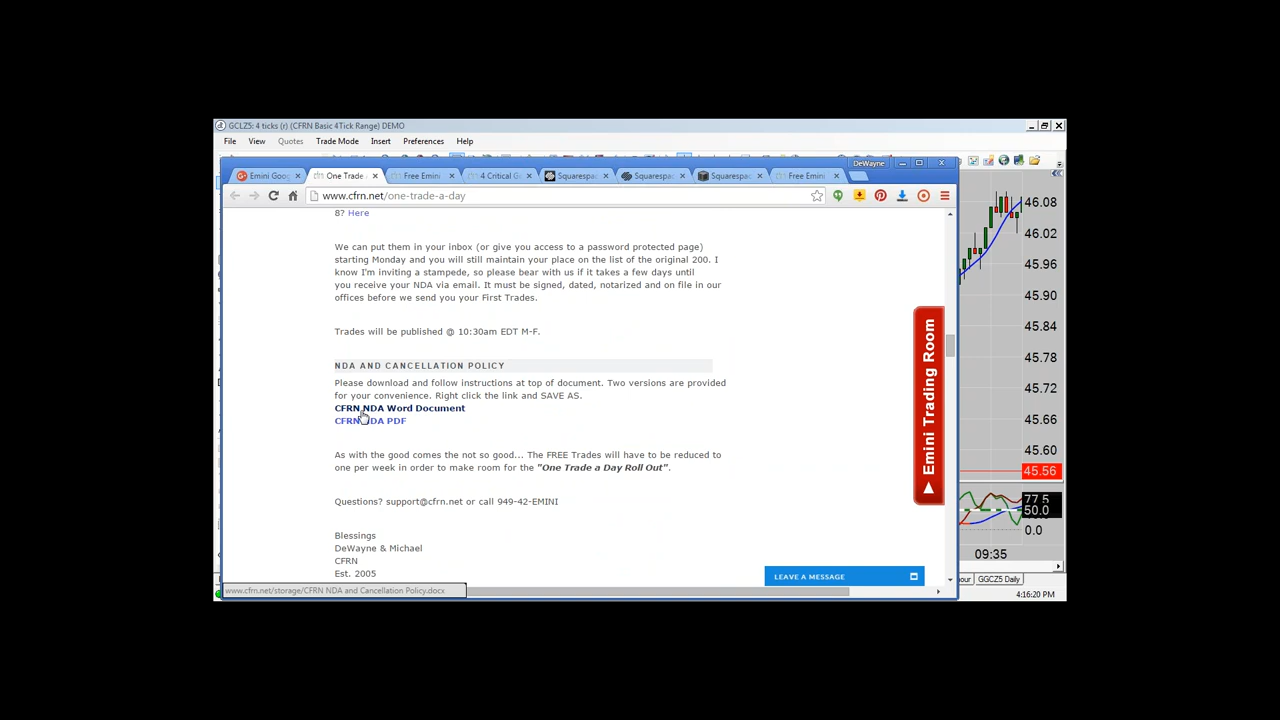 GCLZ5: 4 ticks (r) (CFRN Basic 4Tick Range) DEMO
File View Quotes Trade Mode Insert Preferences Help
DeWayne
Emini Goog One Trade Free Emini 4 Critical G Squarespac Squarespac Squarespac Free Emini
www.cfrn.net/one-trade-a-day
8? Here
We can put them in your inbox (or give you access to a password protected page)
starting Monday and you will still maintain your place on the list of the original 200. I
know I'm inviting a stampede, so please bear with us if it takes a few days until
you receive your NDA via email. It must be signed, dated, notarized and on file in our
offices before we send you your First Trades.
Trades will be published @ 10:30am EDT M-F.
NDA AND CANCELLATION POLICY
Please download and follow instructions at top of document. Two versions are provided
for your convenience. Right click the link and SAVE AS.
CFRN NDA Word Document
CFRN NDA PDF
As with the good comes the not so good... The FREE Trades will have to be reduced to
one per week in order to make room for the "One Trade a Day Roll Out".
Questions? support@cfrn.net or call 949-42-EMINI
Blessings
DeWayne & Michael
CFRN
Est. 2005
LEAVE A MESSAGE
www.cfrn.net/storage/CFRN NDA and Cancellation Policy.docx
▲ Emini Trading Room
46.08
46.02
45.96
45.90
45.84
45.78
45.72
45.66
45.60
45.56
77.5
50.0
0.0
09:35
our GGCZ5 Daily
4:16:20 PM